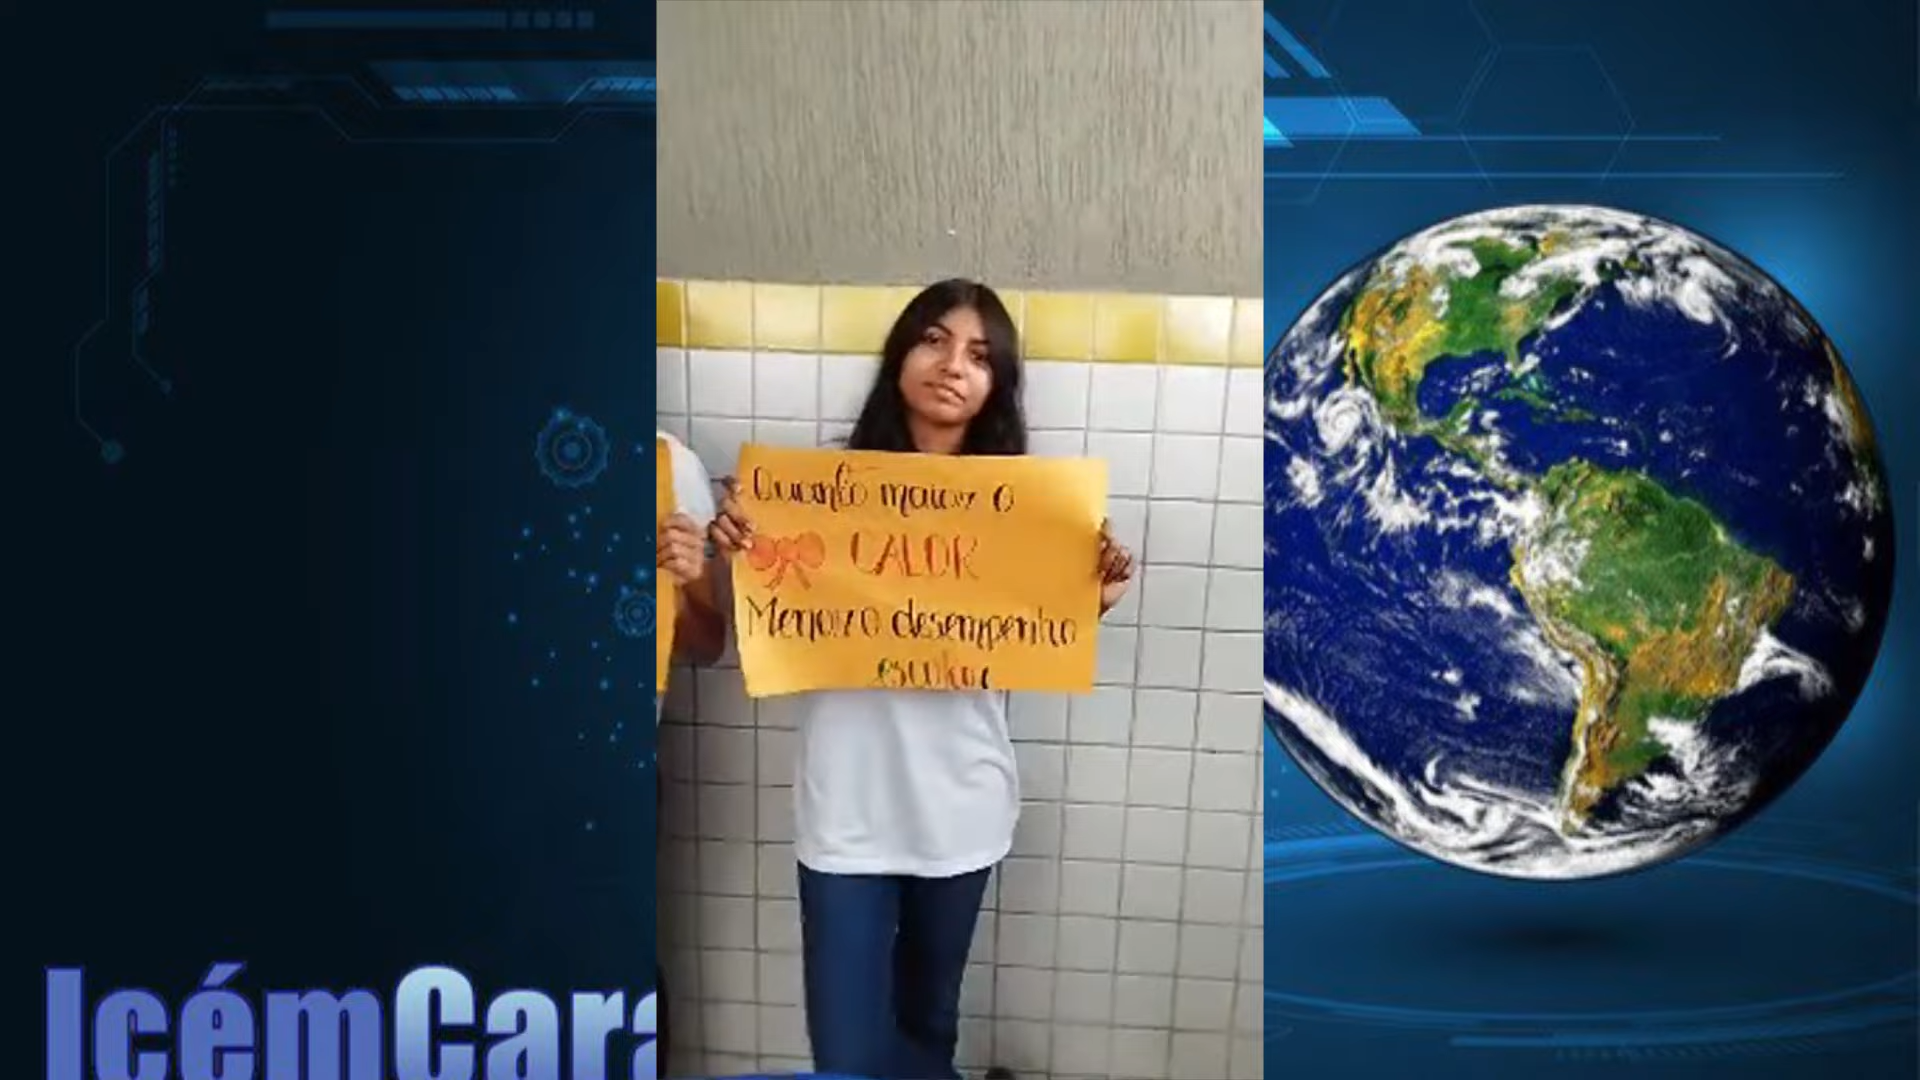 Quanto maior o
CALOR
Menor o desempenho
escolar
IcémCara